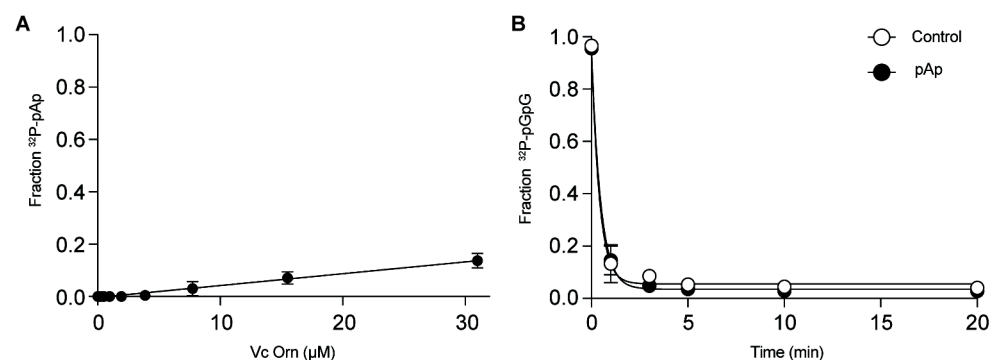 A
1.0
0.8
0.6
0.4
0.2
0.0
Fraction ³²P-pAp
0 10 20 30
Vc Orn (µM)
B
1.0
0.8
0.6
0.4
0.2
0.0
Fraction ³²P-pGpG
0 5 10 15 20
Time (min)
Control
pAp